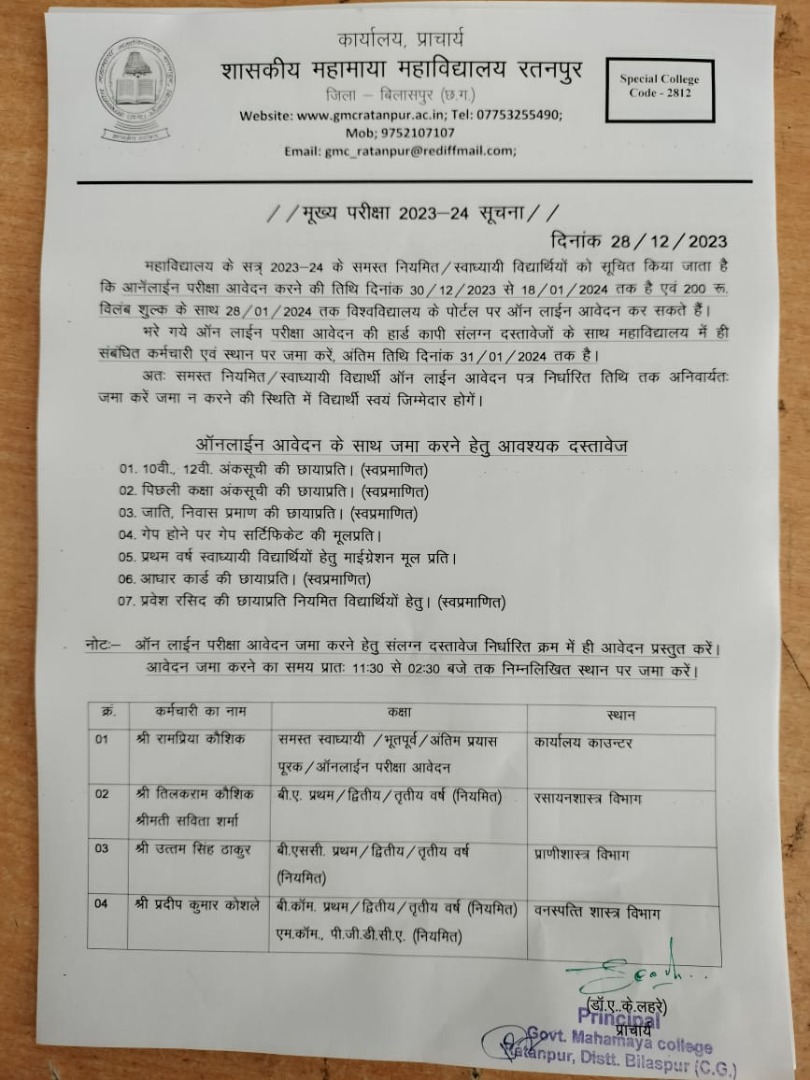 कार्यालय, प्राचार्य
शासकीय महामाया महाविद्यालय रतनपुर
जिला – बिलासपुर (छ.ग.)
Special College
Code - 2812
Website: www.gmcratanpur.ac.in; Tel: 07753255490;
Mob; 9752107107
Email: gmc_ratanpur@rediffmail.com;
//मूख्य परीक्षा 2023–24 सूचना//
दिनांक 28/12/2023
महाविद्यालय के सत्र् 2023–24 के समस्त नियमित/स्वाध्यायी विद्यार्थियों को सूचित किया जाता है
कि आनेंलाईन परीक्षा आवेदन करने की तिथि दिनांक 30/12/2023 से 18/01/2024 तक है एवं 200 रू.
विलंब शुल्क के साथ 28/01/2024 तक विश्वविद्यालय के पोर्टल पर ऑन लाईन आवेदन कर सकते हैं।
भरे गये ऑन लाईन परीक्षा आवेदन की हार्ड कापी संलग्न दस्तावेजों के साथ महाविद्यालय में ही
संबंधित कर्मचारी एवं स्थान पर जमा करें, अंतिम तिथि दिनांक 31/01/2024 तक है।
अतः समस्त नियमित/स्वाध्यायी विद्यार्थी ऑन लाईन आवेदन पत्र निर्धारित तिथि तक अनिवार्यतः
जमा करें जमा न करने की स्थिति में विद्यार्थी स्वयं जिम्मेदार होगें।
ऑनलाईन आवेदन के साथ जमा करने हेतु आवश्यक दस्तावेज
01. 10वी., 12वी. अंकसूची की छायाप्रति। (स्वप्रमाणित)
02. पिछली कक्षा अंकसूची की छायाप्रति। (स्वप्रमाणित)
03. जाति, निवास प्रमाण की छायाप्रति। (स्वप्रमाणित)
04. गेप होने पर गेप सर्टिफिकेट की मूलप्रति।
05. प्रथम वर्ष स्वाध्यायी विद्यार्थियों हेतु माईग्रेशन मूल प्रति।
06. आधार कार्ड की छायाप्रति। (स्वप्रमाणित)
07. प्रवेश रसिद की छायाप्रति नियमित विद्यार्थियों हेतु। (स्वप्रमाणित)
नोटः– ऑन लाईन परीक्षा आवेदन जमा करने हेतु संलग्न दस्तावेज निर्धारित क्रम में ही आवेदन प्रस्तुत करें।
आवेदन जमा करने का समय प्रातः 11:30 से 02:30 बजे तक निम्नलिखित स्थान पर जमा करें।
क्रं. कर्मचारी का नाम कक्षा स्थान
01 श्री रामप्रिया कौशिक समस्त स्वाध्यायी /भूतपूर्व/अंतिम प्रयास कार्यालय काउन्टर
पूरक/ऑनलाईन परीक्षा आवेदन
02 श्री तिलकराम कौशिक बी.ए. प्रथम/द्वितीय/तृतीय वर्ष (नियमित) रसायनशास्त्र विभाग
श्रीमती सविता शर्मा
03 श्री उत्तम सिंह ठाकुर बी.एससी. प्रथम/द्वितीय/तृतीय वर्ष प्राणीशास्त्र विभाग
(नियमित)
04 श्री प्रदीप कुमार कोशले बी.कॉम. प्रथम/द्वितीय/तृतीय वर्ष (नियमित) वनस्पत्ति शास्त्र विभाग
एम.कॉम., पी.जी.डी.सी.ए. (नियमित)
(डॉ.ए..के.लहरे)
Principal
प्राचार्य
Govt. Mahamaya college
Ratanpur, Distt. Bilaspur (C.G.)